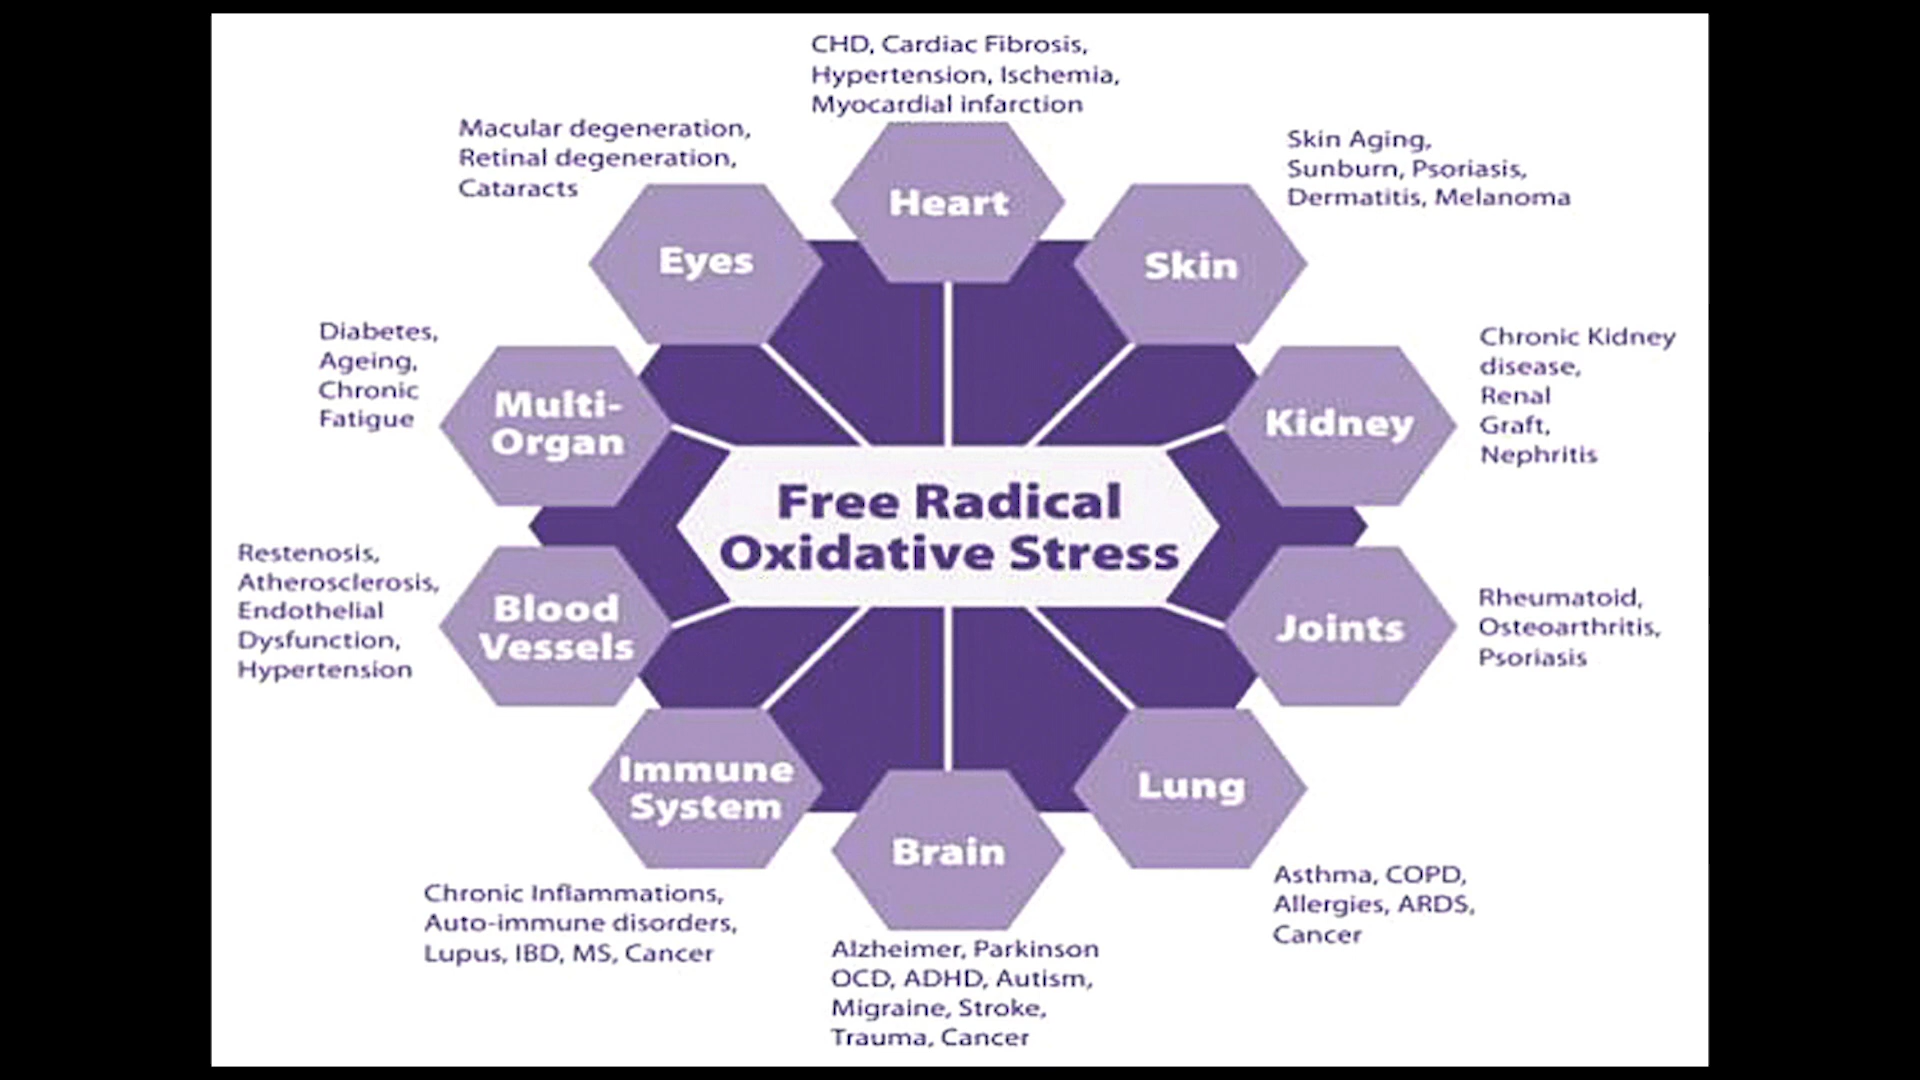 CHD, Cardiac Fibrosis,
Hypertension, Ischemia,
Myocardial infarction
Heart
Macular degeneration,
Retinal degeneration,
Cataracts
Eyes
Skin Aging,
Sunburn, Psoriasis,
Dermatitis, Melanoma
Skin
Diabetes,
Ageing,
Chronic
Fatigue
Multi-
Organ
Chronic Kidney
disease,
Renal
Graft,
Nephritis
Kidney
Free Radical
Oxidative Stress
Restenosis,
Atherosclerosis,
Endothelial
Dysfunction,
Hypertension
Blood
Vessels
Joints
Rheumatoid,
Osteoarthritis,
Psoriasis
Immune
System
Chronic Inflammations,
Auto-immune disorders,
Lupus, IBD, MS, Cancer
Brain
Alzheimer, Parkinson
OCD, ADHD, Autism,
Migraine, Stroke,
Trauma, Cancer
Lung
Asthma, COPD,
Allergies, ARDS,
Cancer